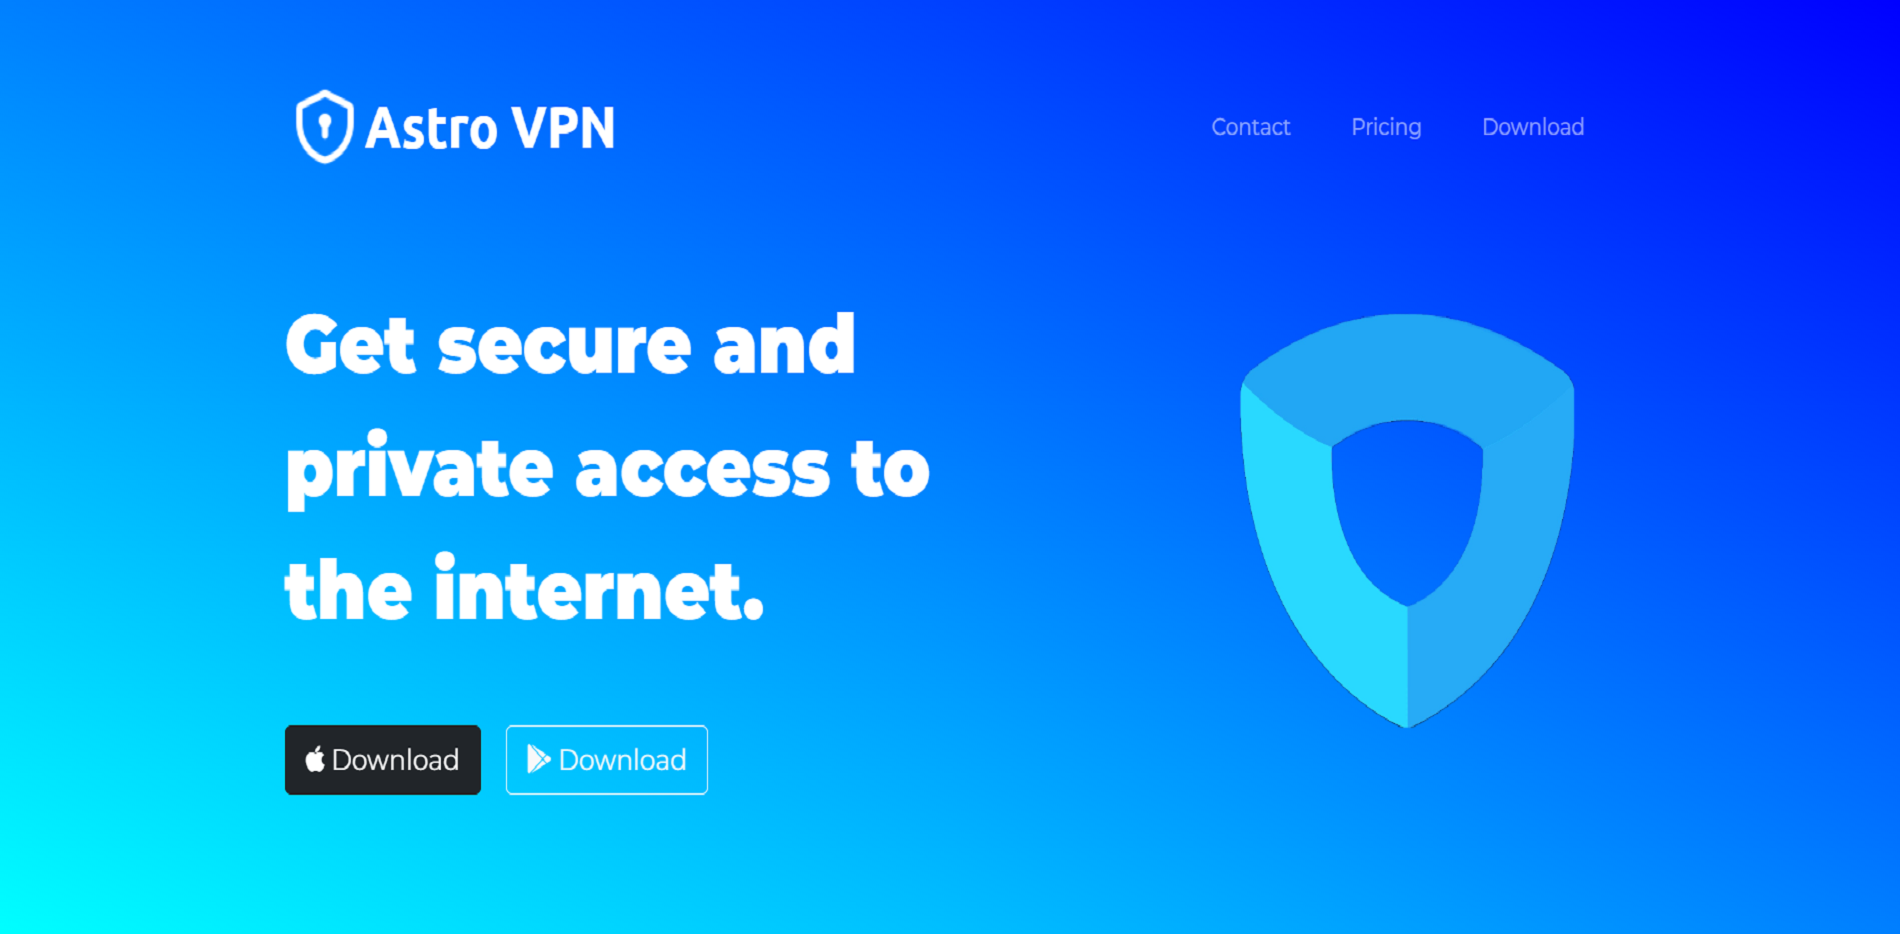 Astro VPN
Contact Pricing Download
Get secure and
private access to
the internet.
Download Download